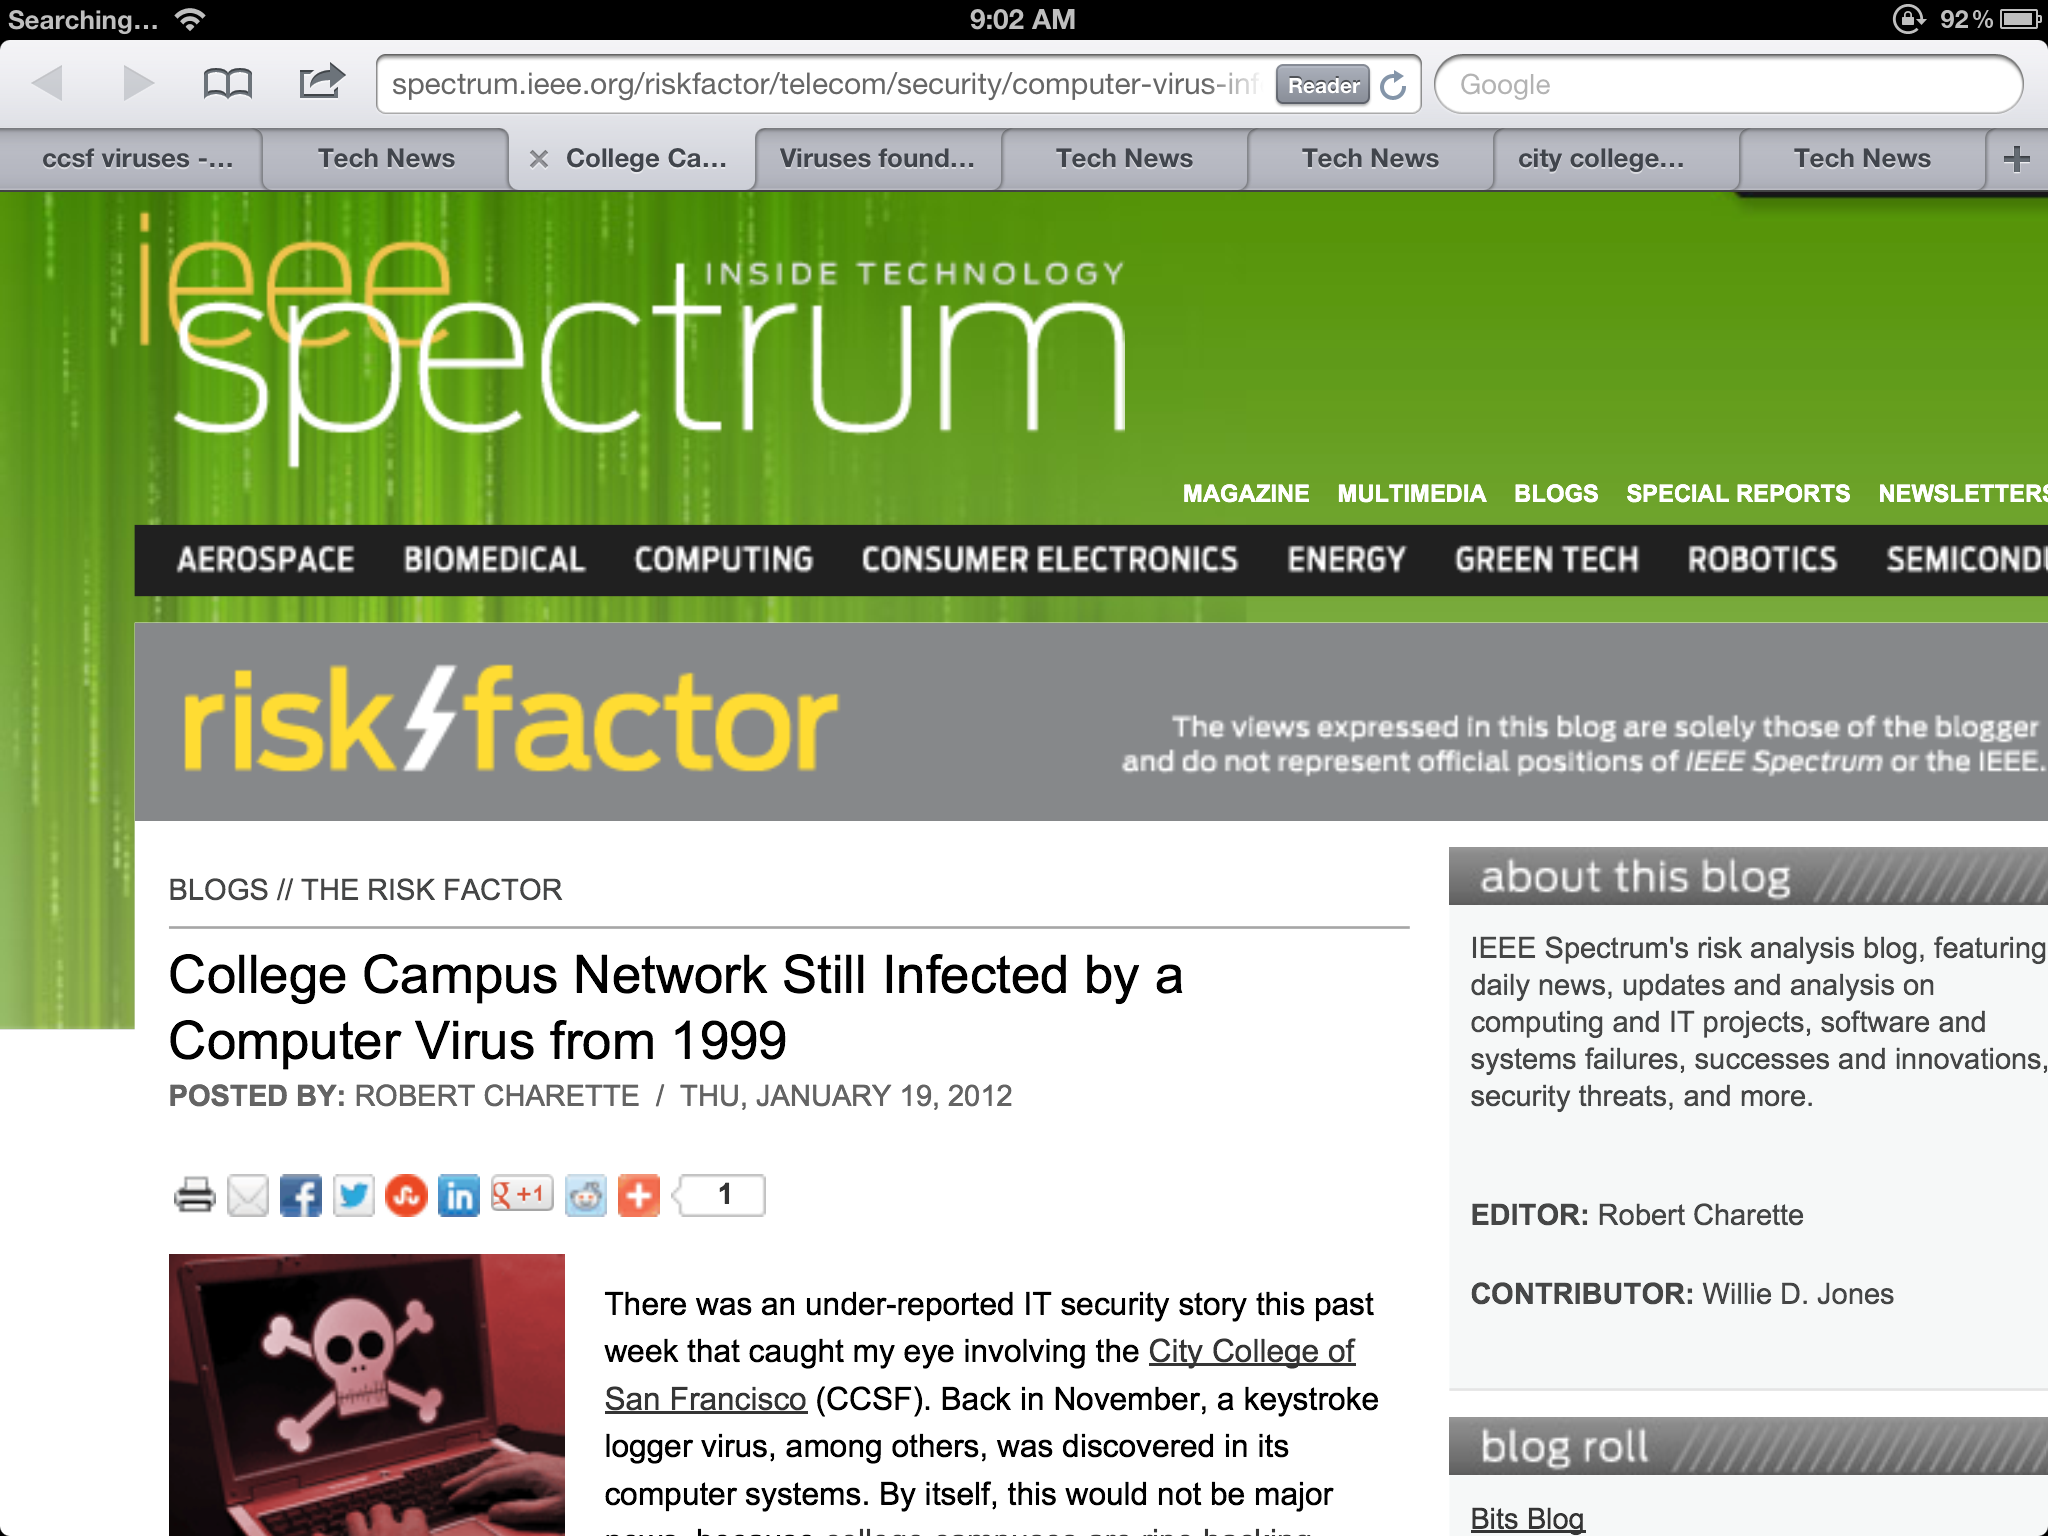 Searching... 9:02 AM 92%
spectrum.ieee.org/riskfactor/telecom/security/computer-virus-inf Reader Google
ccsf viruses -... Tech News College Ca... Viruses found... Tech News Tech News city college... Tech News
ieee
INSIDE TECHNOLOGY
spectrum
MAGAZINE MULTIMEDIA BLOGS SPECIAL REPORTS NEWSLETTERS
AEROSPACE BIOMEDICAL COMPUTING CONSUMER ELECTRONICS ENERGY GREEN TECH ROBOTICS SEMICOND
risk factor
The views expressed in this blog are solely those of the blogger
and do not represent official positions of IEEE Spectrum or the IEEE.
BLOGS // THE RISK FACTOR
College Campus Network Still Infected by a
Computer Virus from 1999
POSTED BY: ROBERT CHARETTE / THU, JANUARY 19, 2012
g +1 1
There was an under-reported IT security story this past
week that caught my eye involving the City College of
San Francisco (CCSF). Back in November, a keystroke
logger virus, among others, was discovered in its
computer systems. By itself, this would not be major
about this blog
IEEE Spectrum's risk analysis blog, featuring
daily news, updates and analysis on
computing and IT projects, software and
systems failures, successes and innovations,
security threats, and more.
EDITOR: Robert Charette
CONTRIBUTOR: Willie D. Jones
blog roll
Bits Blog